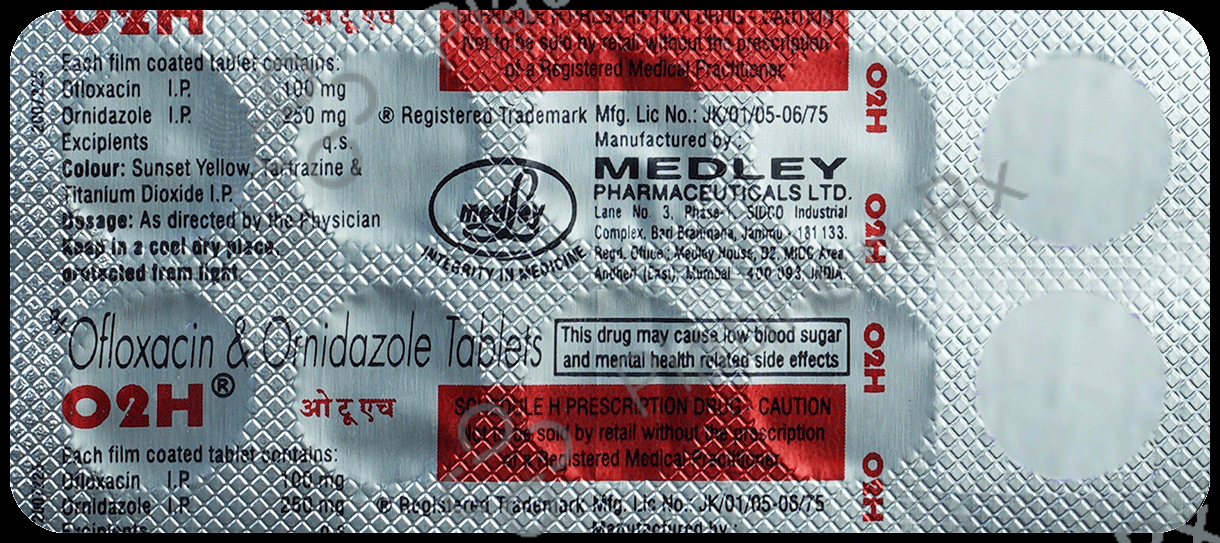 O2H® ओ टू एच
SCHEDULE H PRESCRIPTION DRUG - CAUTION
Not to be sold by retail without the prescription
of a Registered Medical Practitioner.
Each film coated tablet contains:
Ofloxacin I.P. 100 mg
Ornidazole I.P. 250 mg
Excipients q.s.
Colour: Sunset Yellow, Tartrazine &
Titanium Dioxide I.P.
Dosage: As directed by the Physician
Keep in a cool dry place,
protected from light.
® Registered Trademark
medley
INTEGRITY IN MEDICINE
Mfg. Lic No.: JK/01/05-06/75
Manufactured by :
MEDLEY
PHARMACEUTICALS LTD.
Lane No. 3, Phase-I, SIDCO Industrial
Complex, Bari Brahmana, Jammu - 181 133.
Regd. Office : Medley House, D2, MIDC Area,
Andheri (East), Mumbai - 400 093 INDIA.
O2H
O2H
Ofloxacin & Ornidazole Tablets
O2H® ओ टू एच
This drug may cause low blood sugar
and mental health related side effects
SCHEDULE H PRESCRIPTION DRUG - CAUTION
Not to be sold by retail without the prescription
of a Registered Medical Practitioner.
O2H
O2H
Each film coated tablet contains:
Ofloxacin I.P. 100 mg
Ornidazole I.P. 250 mg
Excipients q.s.
® Registered Trademark
Mfg. Lic No.: JK/01/05-06/75
Manufactured by :